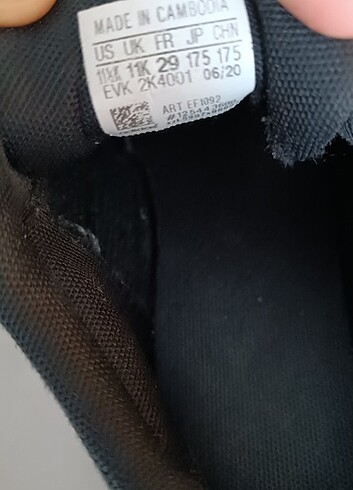 MADE IN CAMBODIA
US UK FR JP CHN
11½K 11K 29 175 175
EVK 2K4001 06/20
ART EF1092